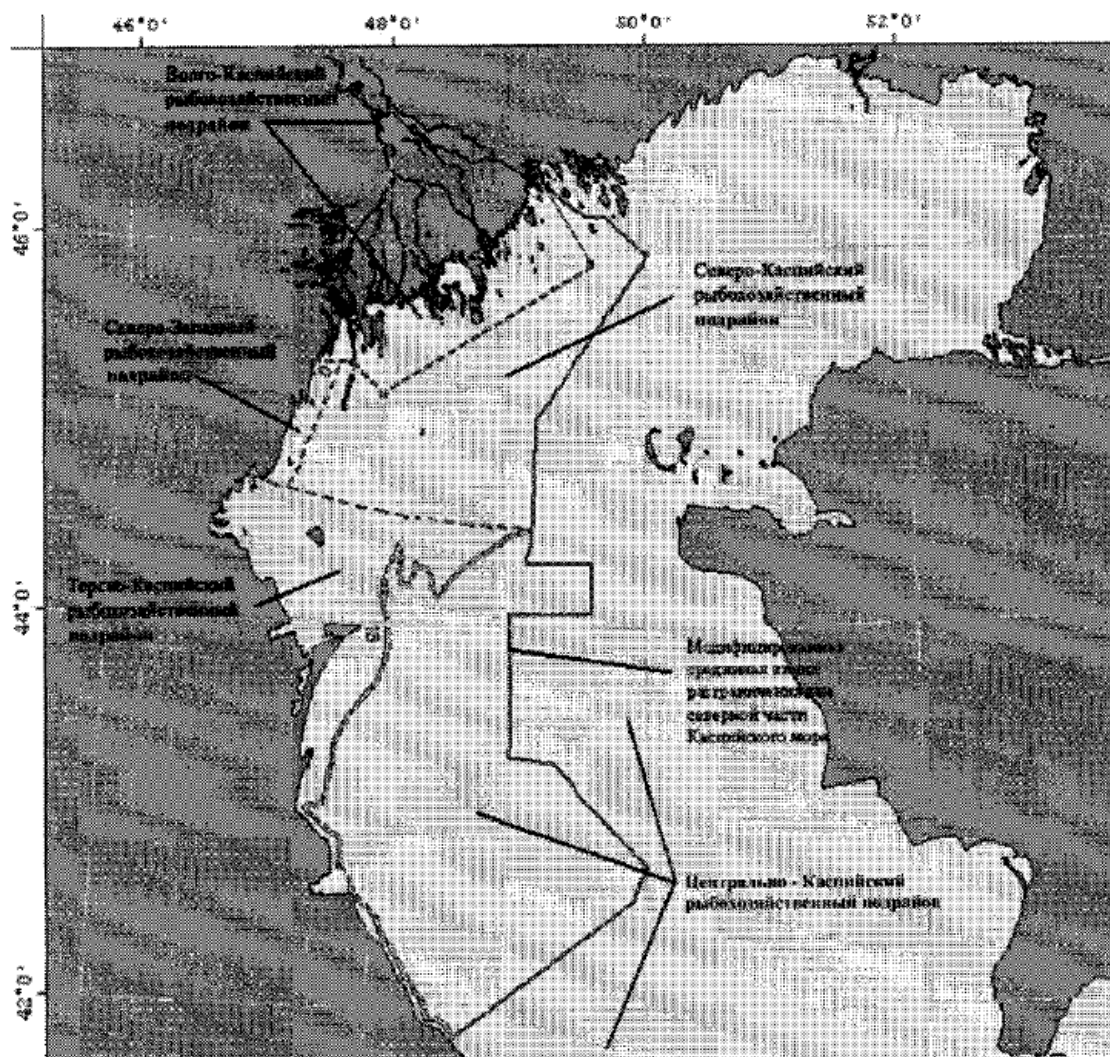 46°0' 48°0' 50°0' 52°0'
Волго-Каспийский
рыбохозяйственный
подрайон
46°0'
Северо-Каспийский
рыбохозяйственный
подрайон
Северо-Западный
рыбохозяйственный
подрайон
44°0'
Терско-Каспийский
рыбохозяйственный
подрайон
Модифицированная
срединная линия
разграничения дна
северной части
Каспийского моря
Центрально - Каспийский
рыбохозяйственный подрайон
42°0'